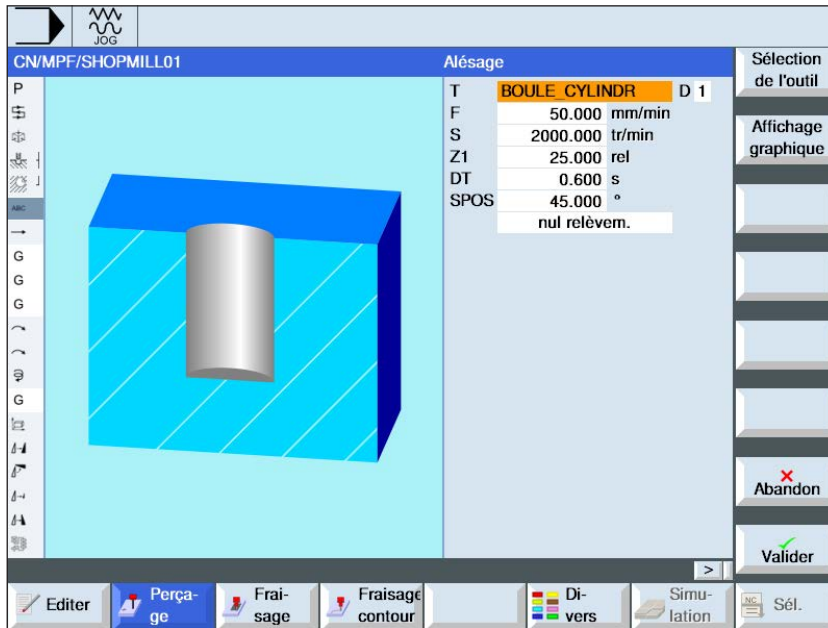 JOG
CN/MPF/SHOPMILL01
Alésage
P
ABC
G
G
G
G
T BOULE_CYLINDR D 1
F 50.000 mm/min
S 2000.000 tr/min
Z1 25.000 rel
DT 0.600 s
SPOS 45.000 °
nul relèvem.
Sélection
de l'outil
Affichage
graphique
Abandon
Valider
>
Editer
Perça-
ge
Frai-
sage
Fraisage
contour
Di-
vers
Simu-
lation
NC
Sél.